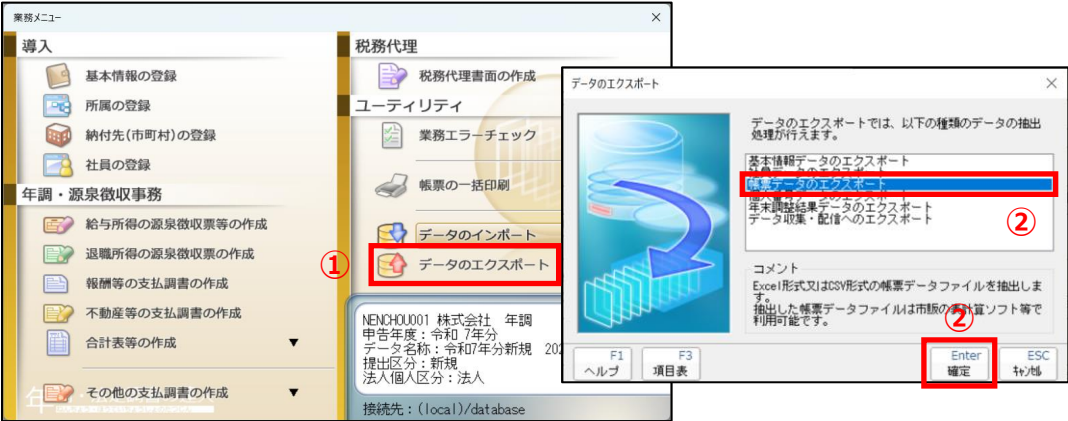 業務メニュー
導入
基本情報の登録
所属の登録
納付先(市町村)の登録
社員の登録
年調・源泉徴収事務
給与所得の源泉徴収票等の作成
退職所得の源泉徴収票の作成
報酬等の支払調書の作成
不動産等の支払調書の作成
合計表等の作成
その他の支払調書の作成
税務代理
税務代理書面の作成
ユーティリティ
業務エラーチェック
帳票の一括印刷
データのインポート
①
データのエクスポート
NENCHOU001 株式会社 年調
申告年度:令和 7年分
データ名称:令和7年分新規 202
提出区分:新規
法人個人区分:法人
接続先:(local)/database
データのエクスポート
データのエクスポートでは、以下の種類のデータの抽出
処理が行えます。
基本情報データのエクスポート
帳票データのエクスポート
年末調整結果データのエクスポート
データ収集・配信へのエクスポート
②
コメント
Excel形式又はCSV形式の帳票データファイルを抽出しま
す。
抽出した帳票データファイルは市販の表計算ソフト等で
利用可能です。
②
F1
ヘルプ
F3
項目表
Enter
確定
ESC
ｷｬﾝｾﾙ